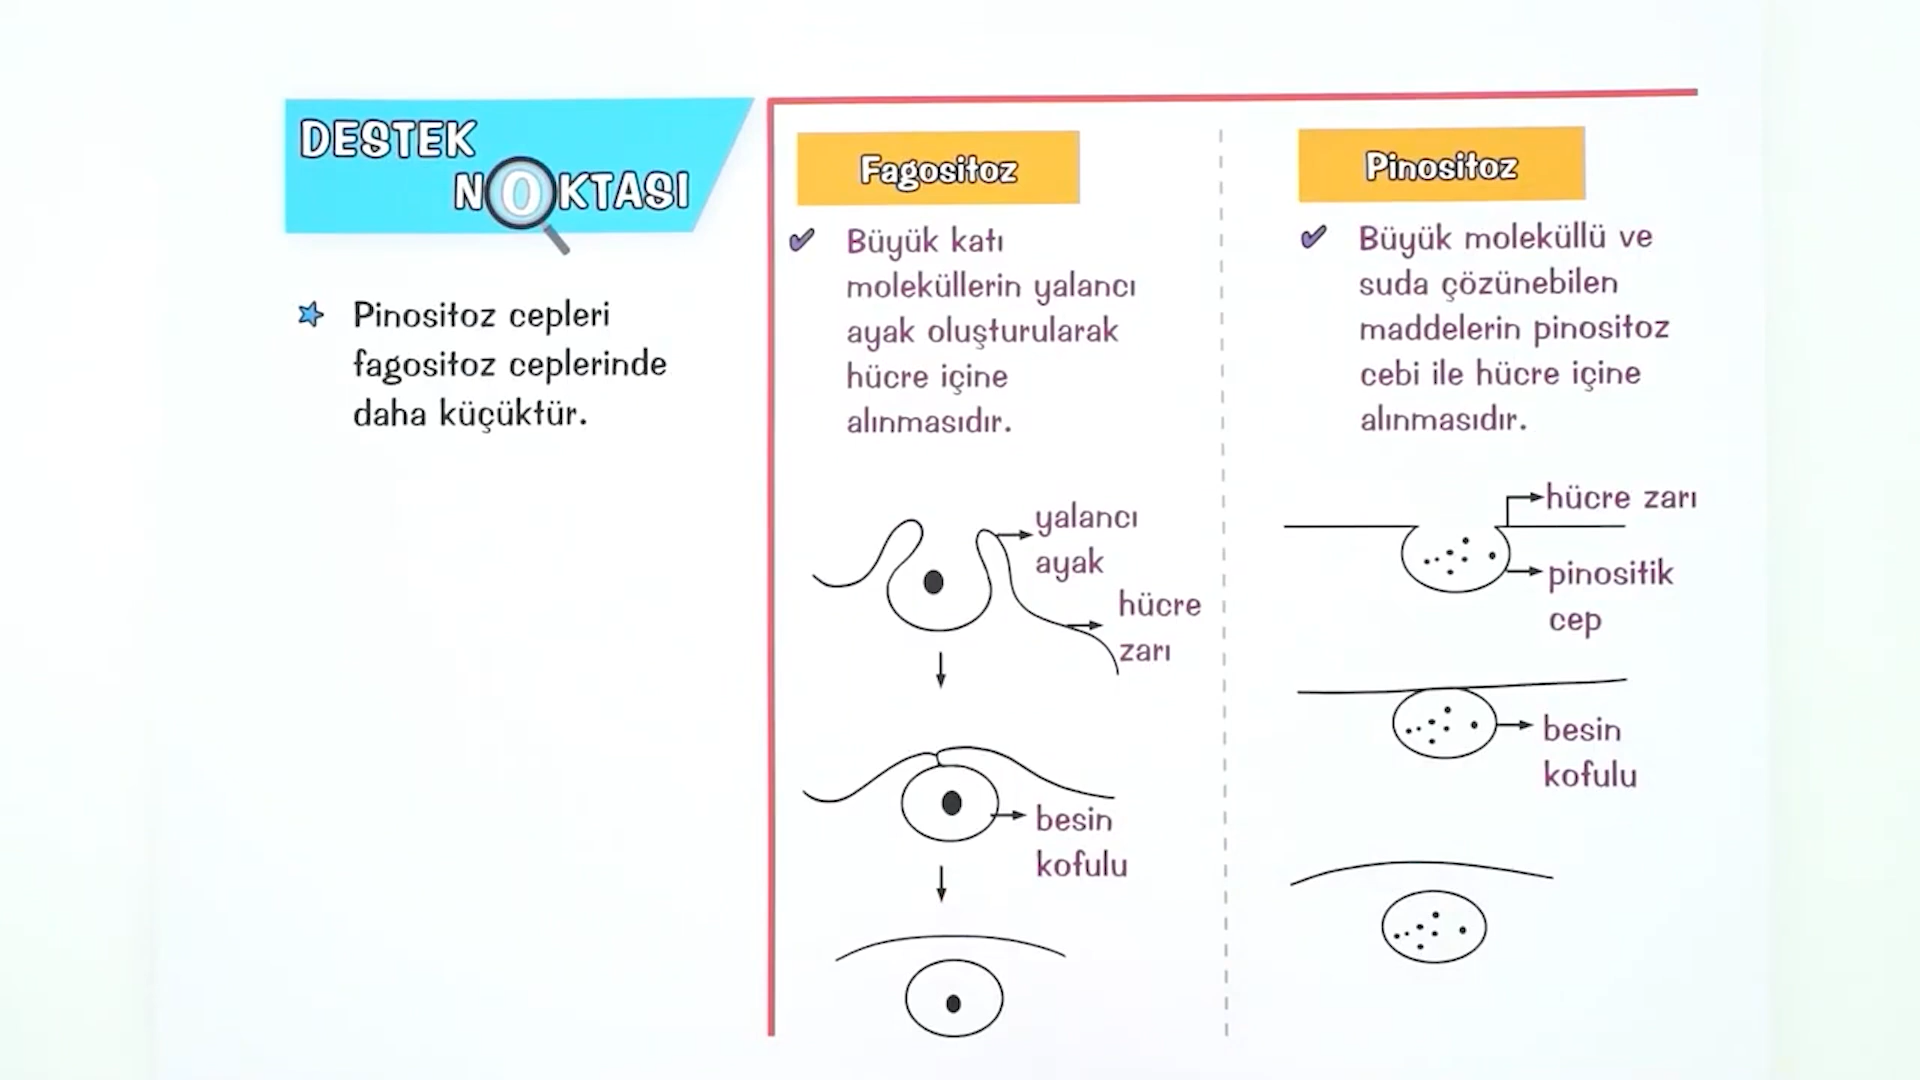 DESTEK
NOKTASI
Pinositoz cepleri
fagositoz ceplerinde
daha küçüktür.
Fagositoz
Büyük katı
moleküllerin yalancı
ayak oluşturularak
hücre içine
alınmasıdır.
yalancı
ayak
hücre
zarı
besin
kofulu
Pinositoz
Büyük moleküllü ve
suda çözünebilen
maddelerin pinositoz
cebi ile hücre içine
alınmasıdır.
hücre zarı
pinositik
cep
besin
kofulu